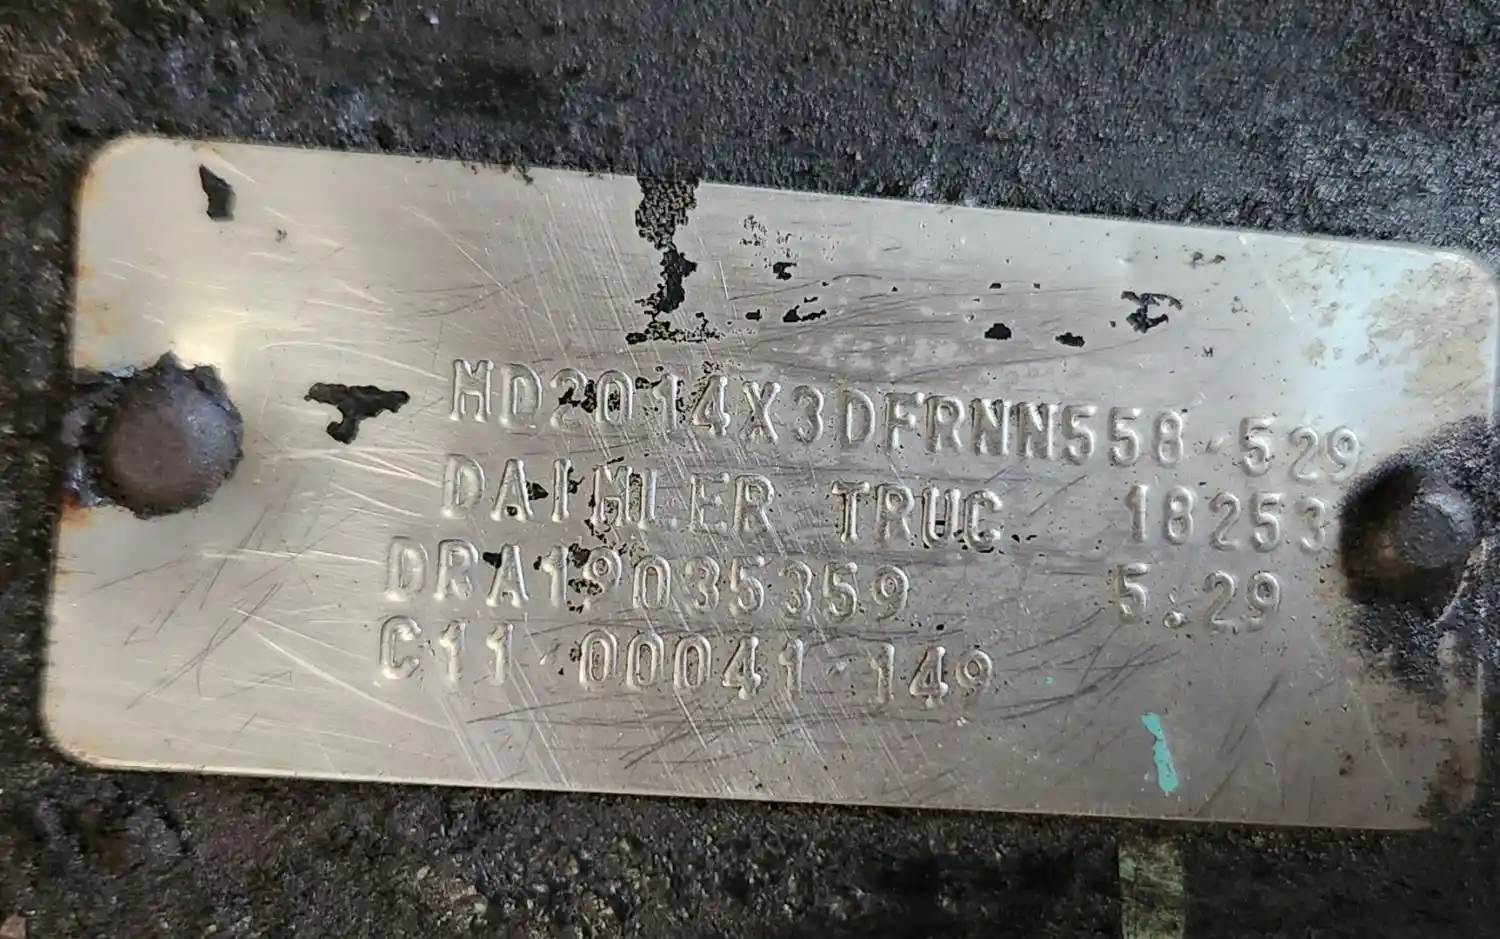 MD2014X3DFRNN558-529
DAIMLER TRUC 18253
DRA19035359 5.29
C11-00041-149